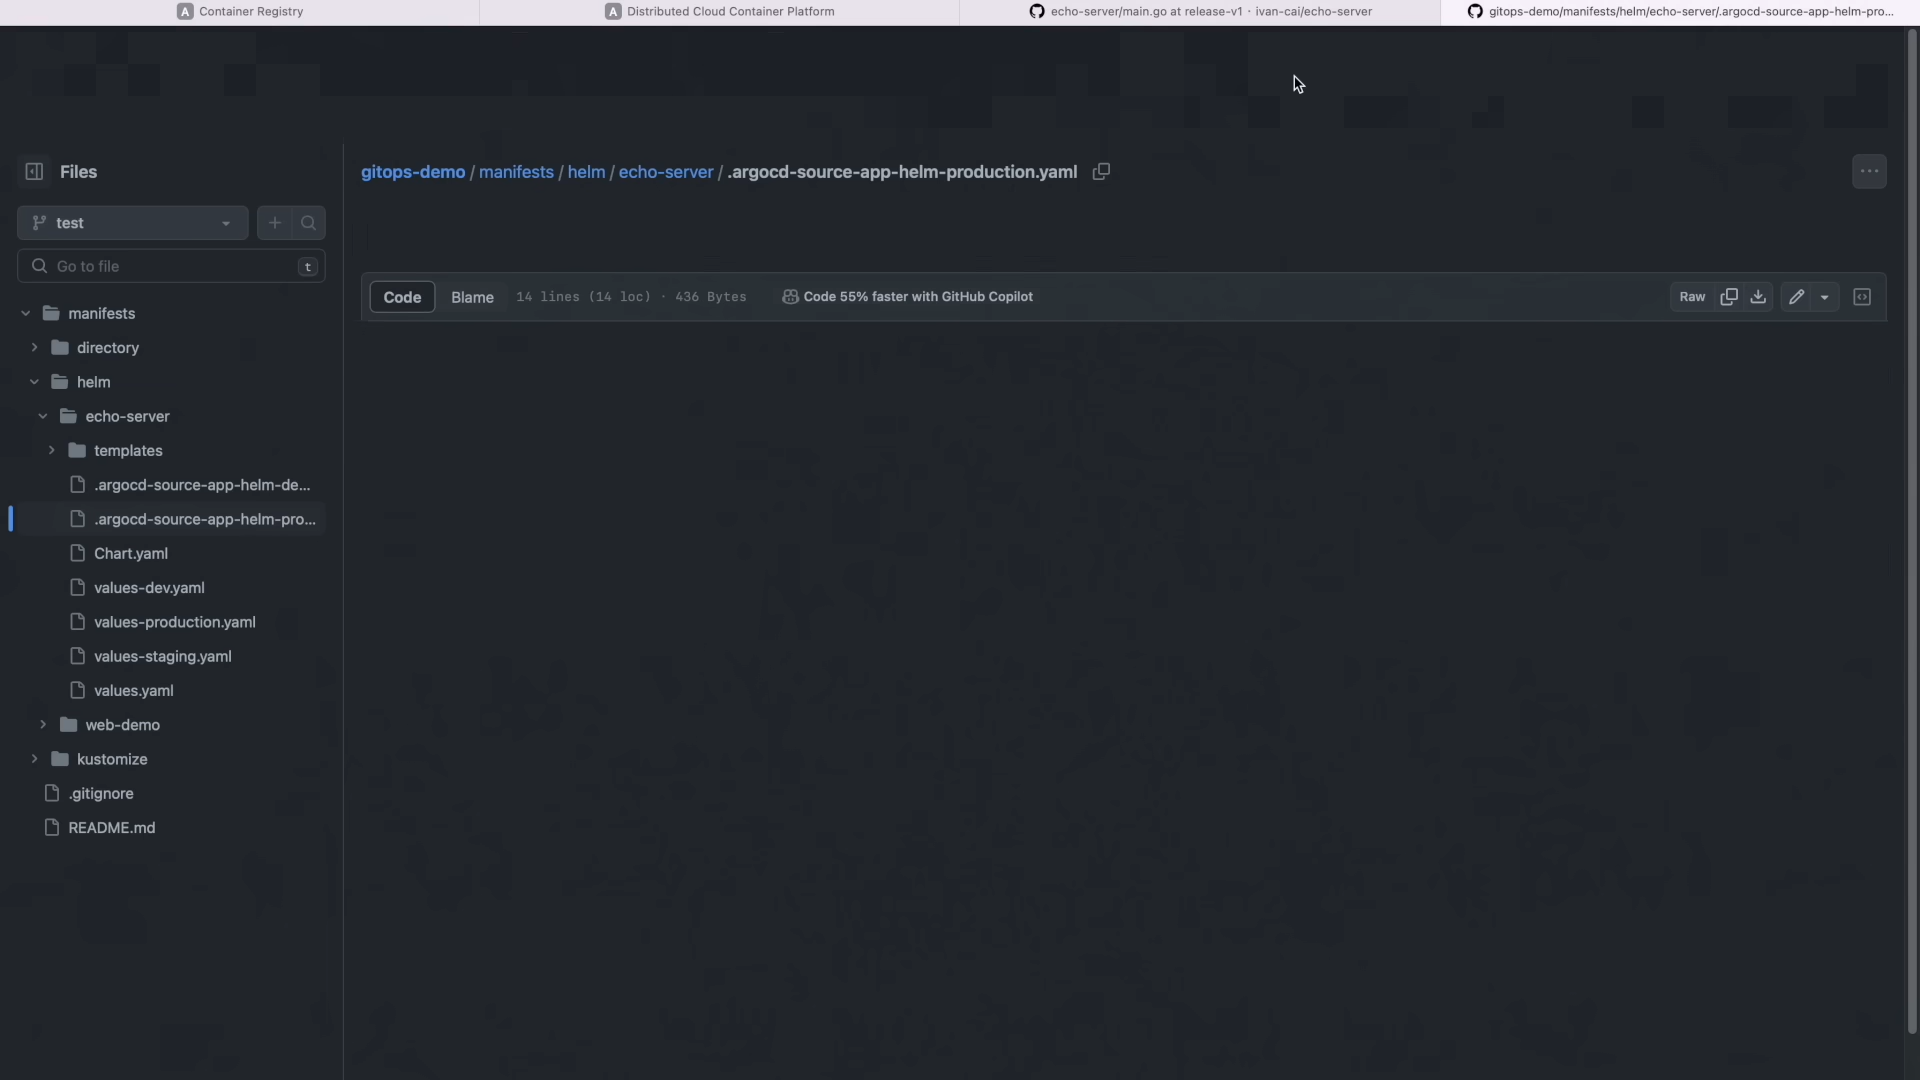 Container Registry
Distributed Cloud Container Platform
echo-server/main.go at release-v1 · ivan-cai/echo-server
gitops-demo/manifests/helm/echo-server/.argocd-source-app-helm-pro...
Files
gitops-demo / manifests / helm / echo-server / .argocd-source-app-helm-production.yaml
test
Go to file
t
Code
Blame
14 lines (14 loc) · 436 Bytes
Code 55% faster with GitHub Copilot
Raw
manifests
directory
helm
echo-server
templates
.argocd-source-app-helm-de...
.argocd-source-app-helm-pro...
Chart.yaml
values-dev.yaml
values-production.yaml
values-staging.yaml
values.yaml
web-demo
kustomize
.gitignore
README.md